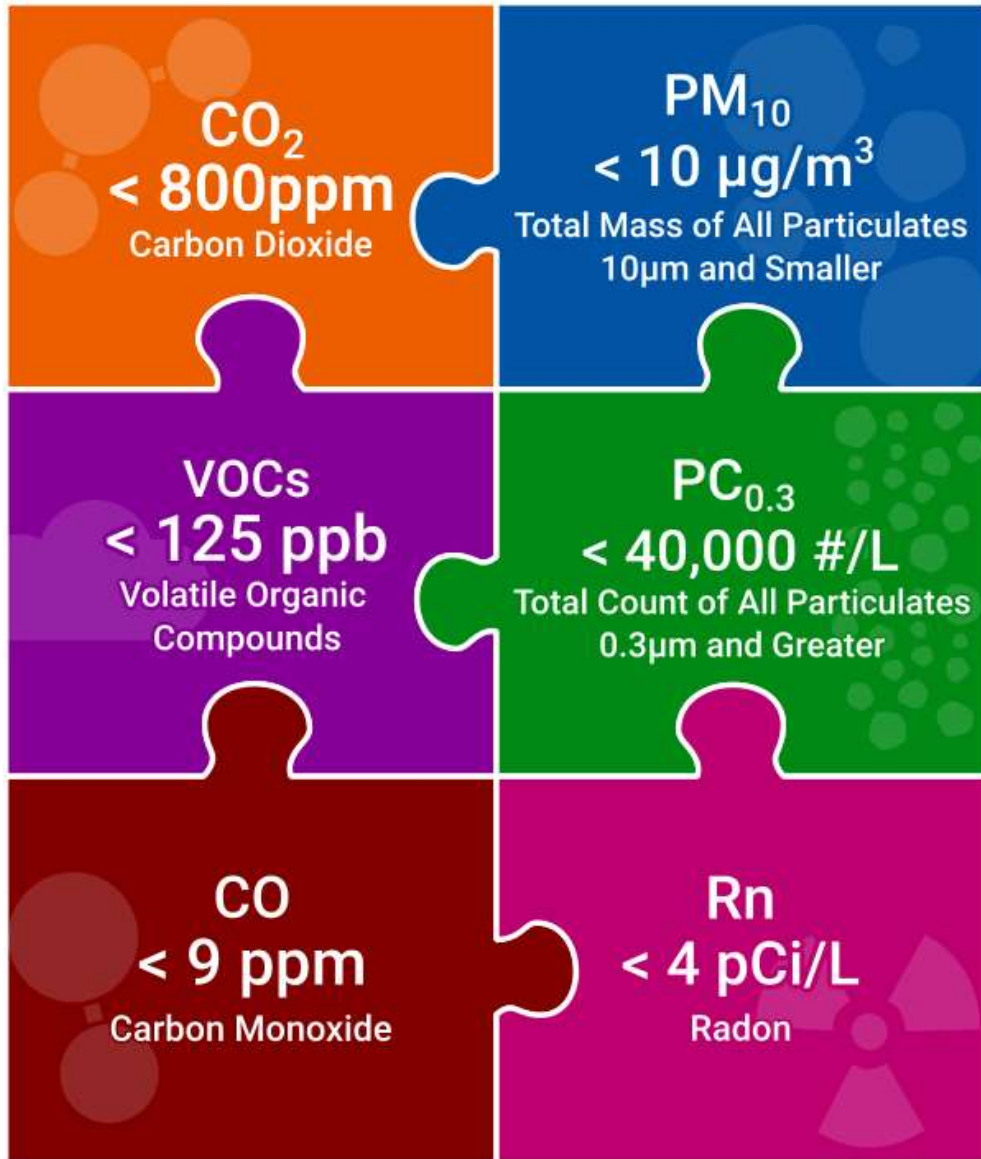 CO₂
< 800ppm
Carbon Dioxide
PM₁₀
< 10 µg/m³
Total Mass of All Particulates
10µm and Smaller
VOCs
< 125 ppb
Volatile Organic
Compounds
PC₀.₃
< 40,000 #/L
Total Count of All Particulates
0.3µm and Greater
CO
< 9 ppm
Carbon Monoxide
Rn
< 4 pCi/L
Radon